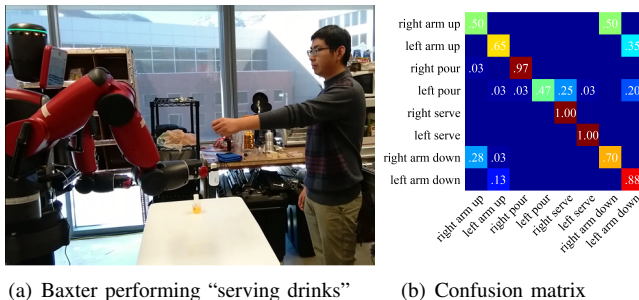 right arm up .50 .50
left arm up .65 .35
right pour .03 .97
left pour .03 .03 .47 .25 .03 .20
right serve 1.00
left serve 1.00
right arm down .28 .03 .70
left arm down .13 .88
right arm up
left arm up
right pour
left pour
right serve
left serve
right arm down
left arm down
(a) Baxter performing “serving drinks”
(b) Confusion matrix